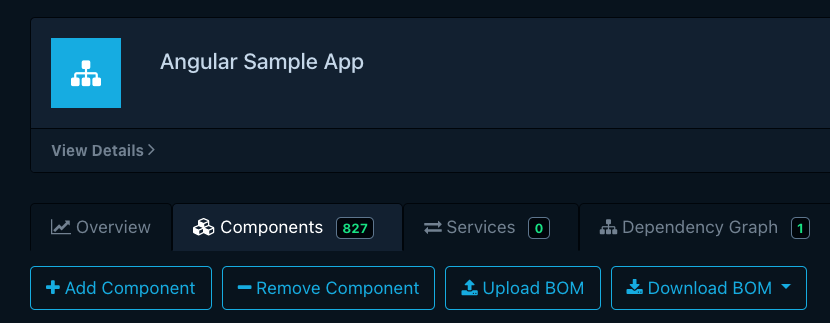 Angular Sample App
View Details
Overview Components 827 Services 0 Dependency Graph 1
Add Component Remove Component Upload BOM Download BOM